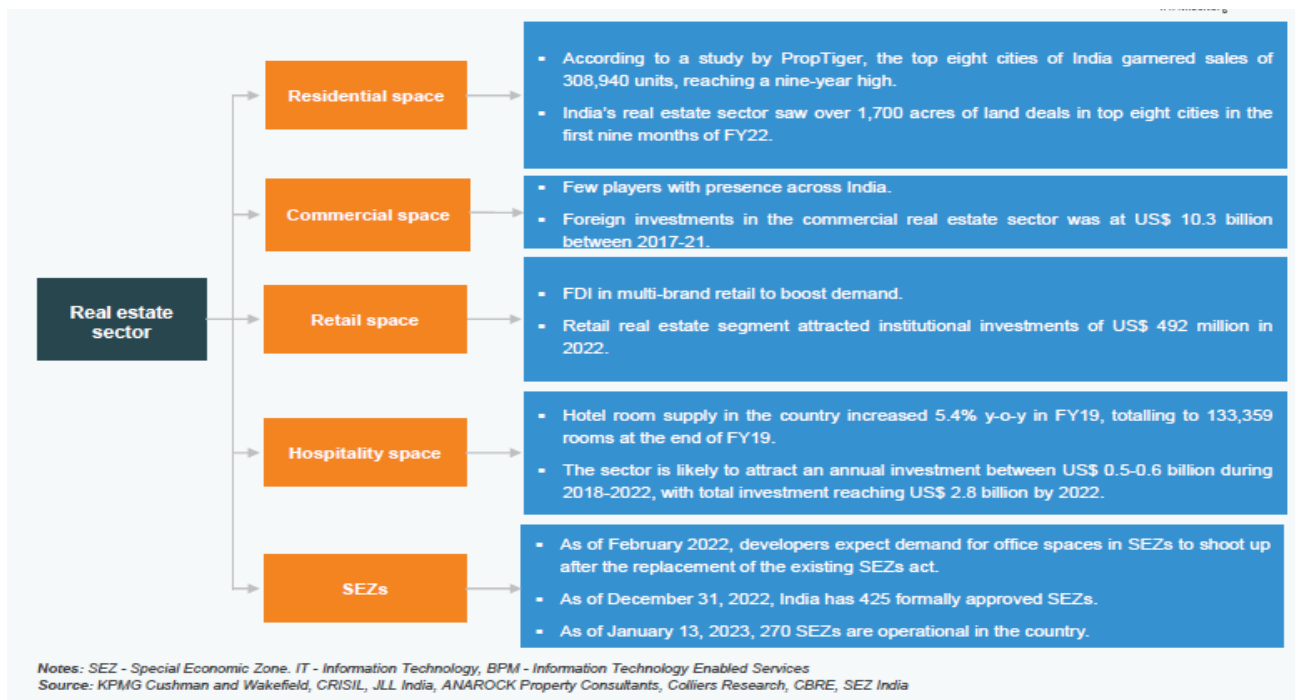 Residential space
▪ According to a study by PropTiger, the top eight cities of India garnered sales of
308,940 units, reaching a nine-year high.
▪ India's real estate sector saw over 1,700 acres of land deals in top eight cities in the
first nine months of FY22.
Commercial space
▪ Few players with presence across India.
▪ Foreign investments in the commercial real estate sector was at US$ 10.3 billion
between 2017-21.
Real estate
sector
Retail space
▪ FDI in multi-brand retail to boost demand.
▪ Retail real estate segment attracted institutional investments of US$ 492 million in
2022.
Hospitality space
▪ Hotel room supply in the country increased 5.4% y-o-y in FY19, totalling to 133,359
rooms at the end of FY19.
▪ The sector is likely to attract an annual investment between US$ 0.5-0.6 billion during
2018-2022, with total investment reaching US$ 2.8 billion by 2022.
SEZs
▪ As of February 2022, developers expect demand for office spaces in SEZs to shoot up
after the replacement of the existing SEZs act.
▪ As of December 31, 2022, India has 425 formally approved SEZs.
▪ As of January 13, 2023, 270 SEZs are operational in the country.
Notes: SEZ - Special Economic Zone. IT - Information Technology, BPM - Information Technology Enabled Services
Source: KPMG Cushman and Wakefield, CRISIL, JLL India, ANAROCK Property Consultants, Colliers Research, CBRE, SEZ India